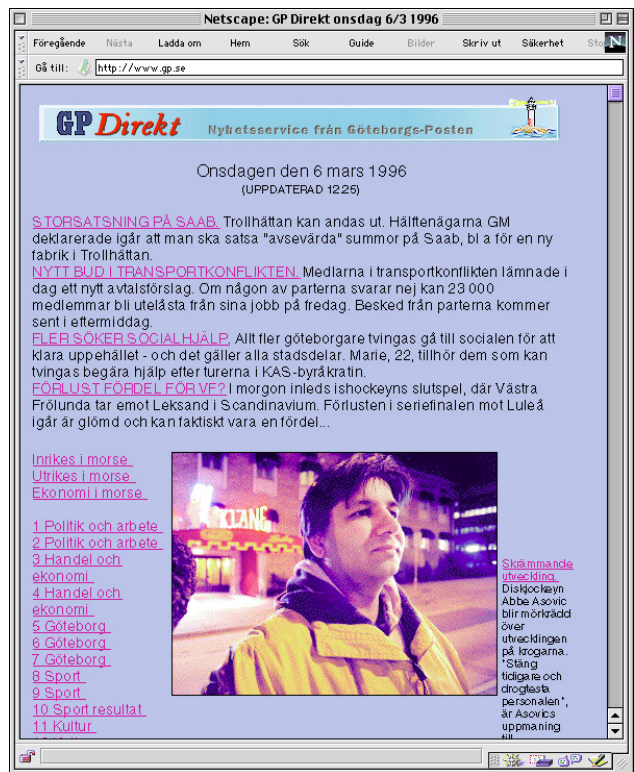 Netscape: GP Direkt onsdag 6/3 1996
Föregående Nästa Ladda om Hem Sök Guide Bilder Skriv ut Säkerhet Sto N
Gå till: http://www.gp.se
GP Direkt Nyhetsservice från Göteborgs-Posten
Onsdagen den 6 mars 1996
(UPPDATERAD 12.25)
STORSATSNING PÅ SAAB. Trollhättan kan andas ut. Hälftenägarna GM
deklarerade igår att man ska satsa "avsevärda" summor på Saab, bl a för en ny
fabrik i Trollhättan.
NYTT BUD I TRANSPORTKONFLIKTEN. Medlarna i transportkonflikten lämnade i
dag ett nytt avtalsförslag. Om någon av parterna svarar nej kan 23 000
medlemmar bli utelåsta från sina jobb på fredag. Besked från parterna kommer
sent i eftermiddag.
FLER SÖKER SOCIALHJÄLP. Allt fler göteborgare tvingas gå till socialen för att
klara uppehället - och det gäller alla stadsdelar. Marie, 22, tillhör dem som kan
tvingas begära hjälp efter turerna i KAS-byråkratin.
FÖRLUST FÖRDEL FÖR VF? I morgon inleds ishockeyns slutspel, där Västra
Frölunda tar emot Leksand i Scandinavium. Förlusten i seriefinalen mot Luleå
igår är glömd och kan faktiskt vara en fördel...
Inrikes i morse
Utrikes i morse
Ekonomi i morse
1 Politik och arbete
2 Politik och arbete
3 Handel och
ekonomi
4 Handel och
ekonomi
5 Göteborg
6 Göteborg
7 Göteborg
8 Sport
9 Sport
10 Sport resultat
11 Kultur
KLANG
Skrämmande
utveckling.
Diskjockeyn
Abbe Asovic
blir mörkrädd
över
utvecklingen
på krogarna.
"Stäng
tidigare och
drogtesta
personalen",
är Asovics
uppmaning
till